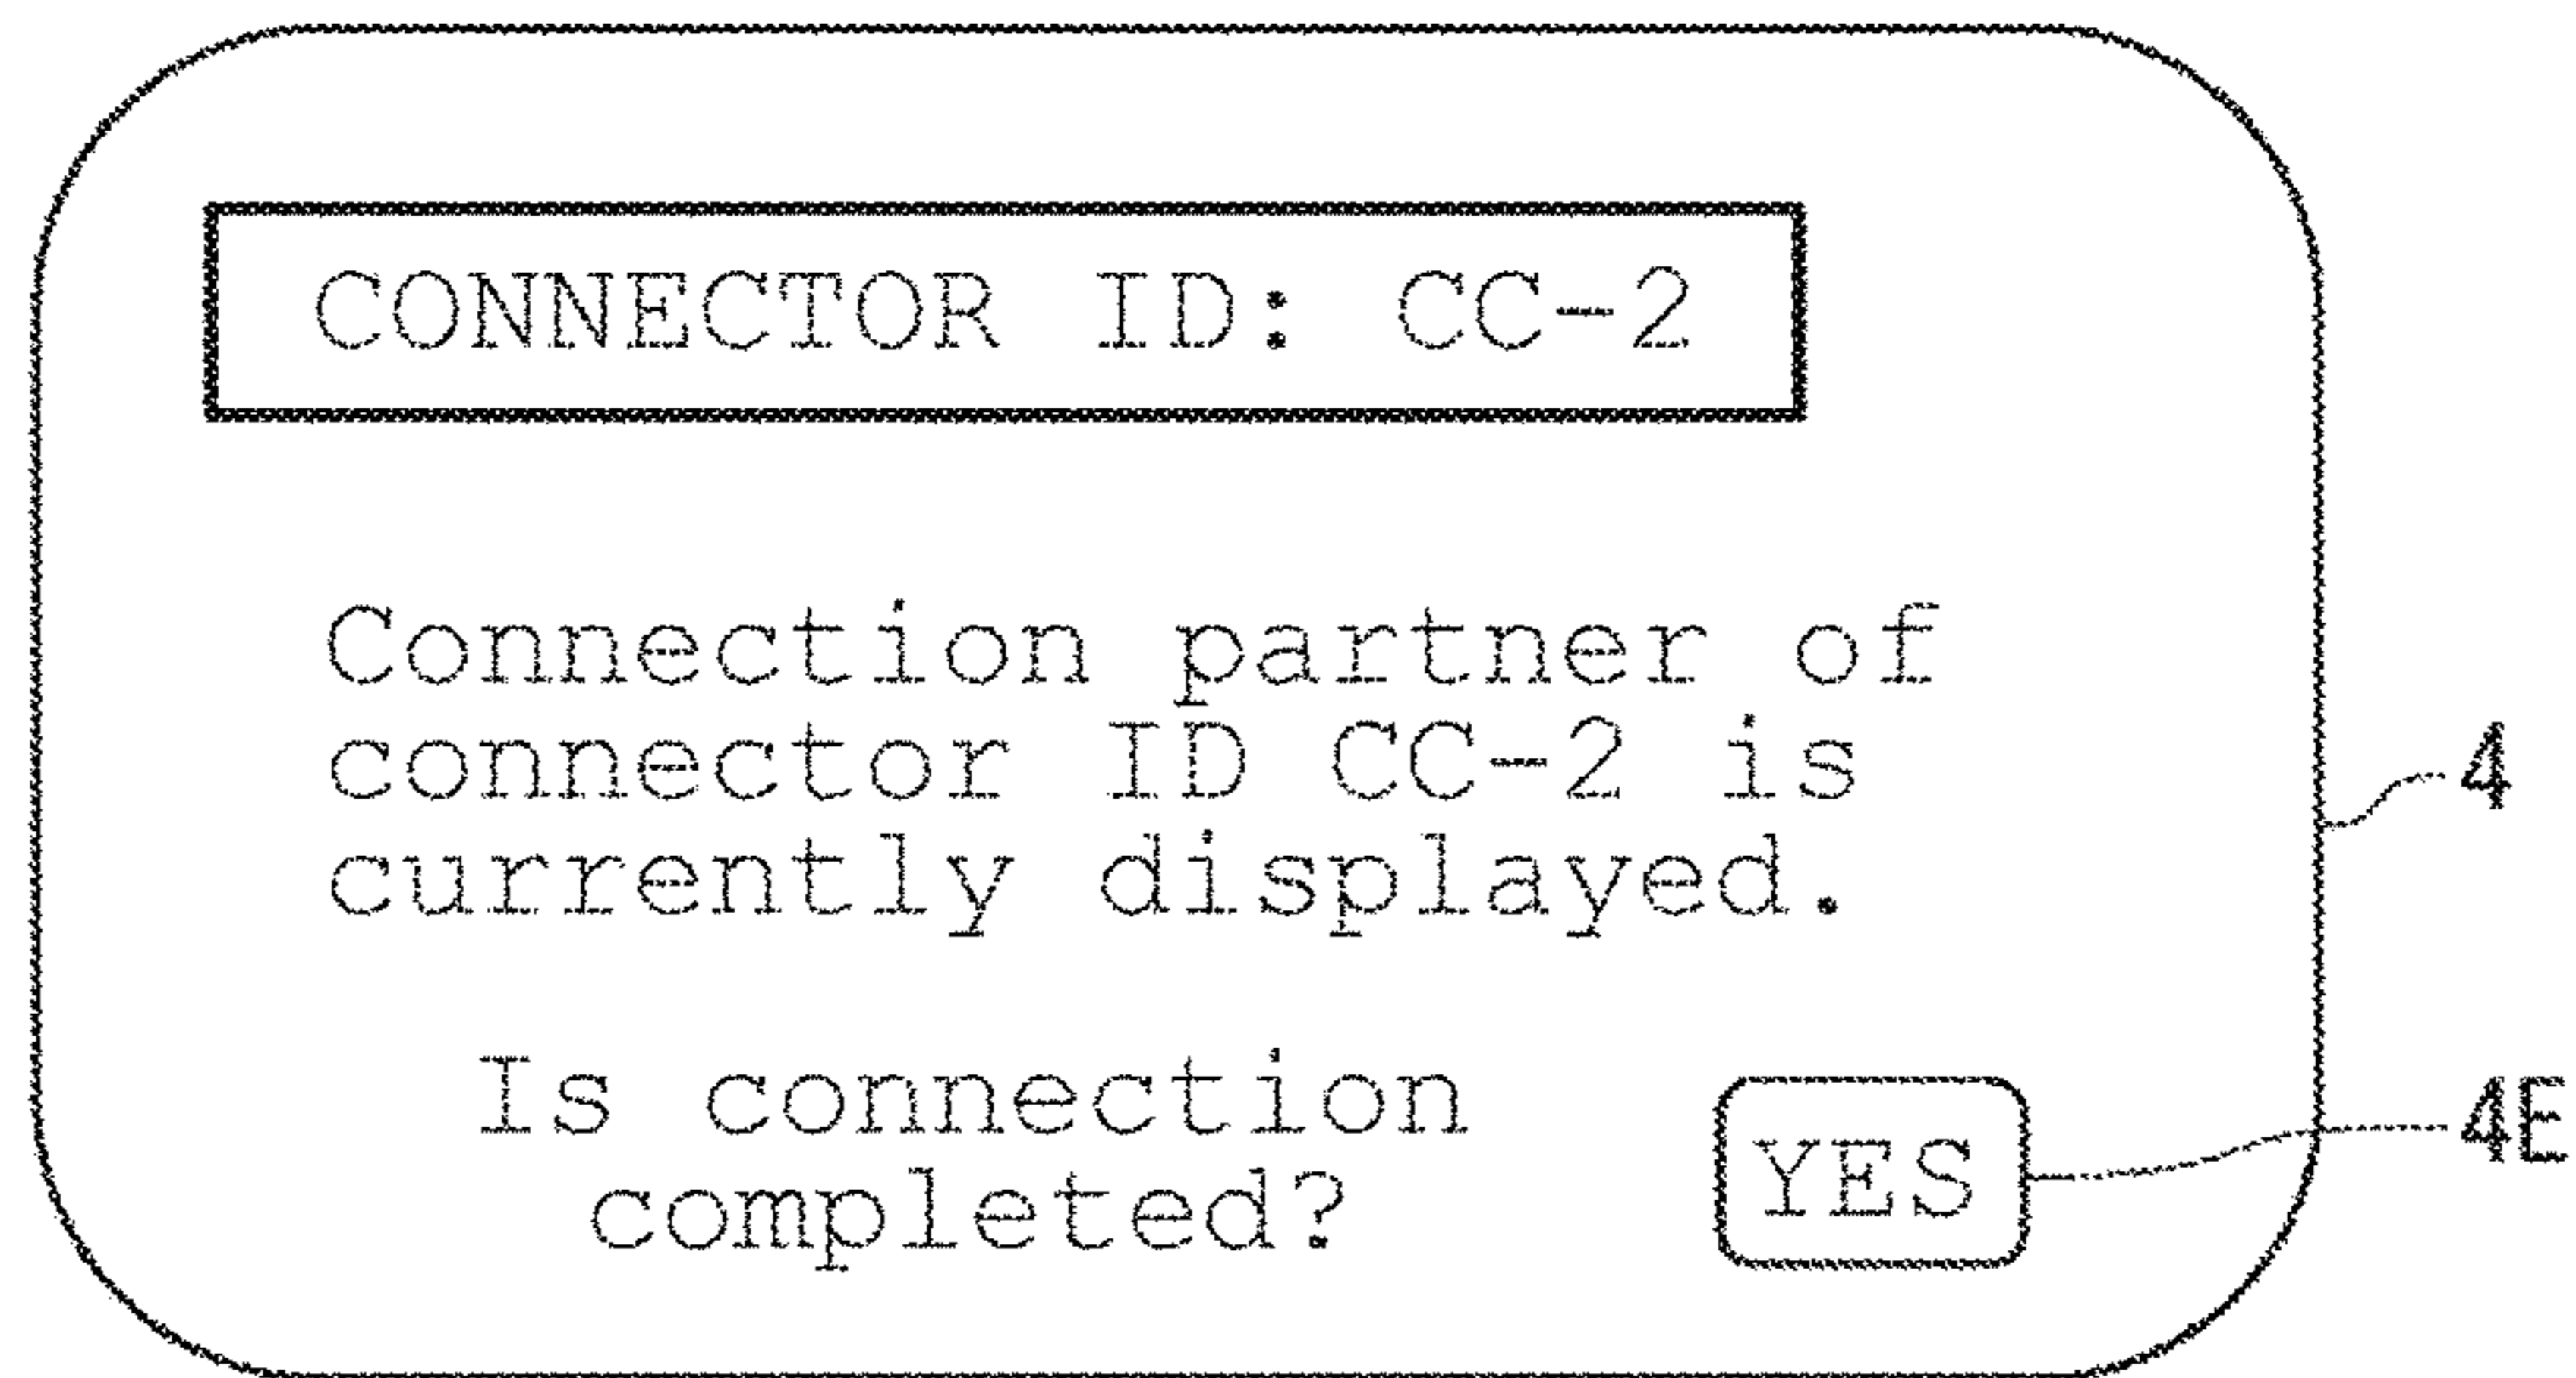 CONNECTOR ID: CC-2
Connection partner of
connector ID CC-2 is
currently displayed.
4
Is connection
completed?
YES
4E